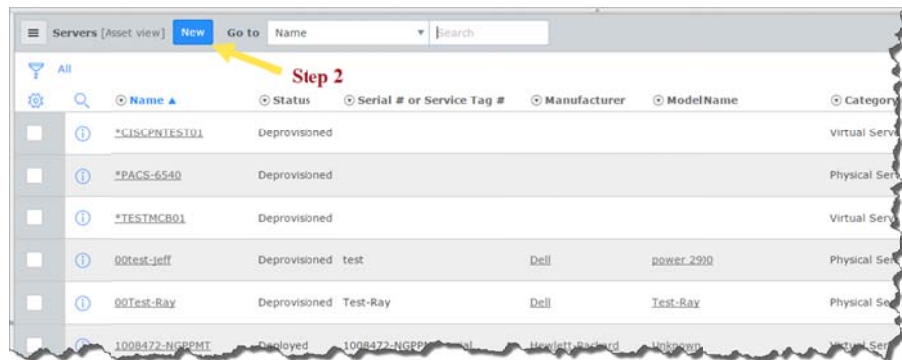 Servers [Asset view] New Go to Name Search
All
Step 2
Name Status Serial # or Service Tag # Manufacturer ModelName Category
*CISCPNTEST01 Deprovisioned Virtual Serv
*PACS-6540 Deprovisioned Physical Ser
*TESTMCB01 Deprovisioned Virtual Serv
00test-jeff Deprovisioned test Dell power 2900 Physical Ser
00Test-Ray Deprovisioned Test-Ray Dell Test-Ray Physical Se
1008472-NGPPMT Deployed Hewlett-Packard Unknown